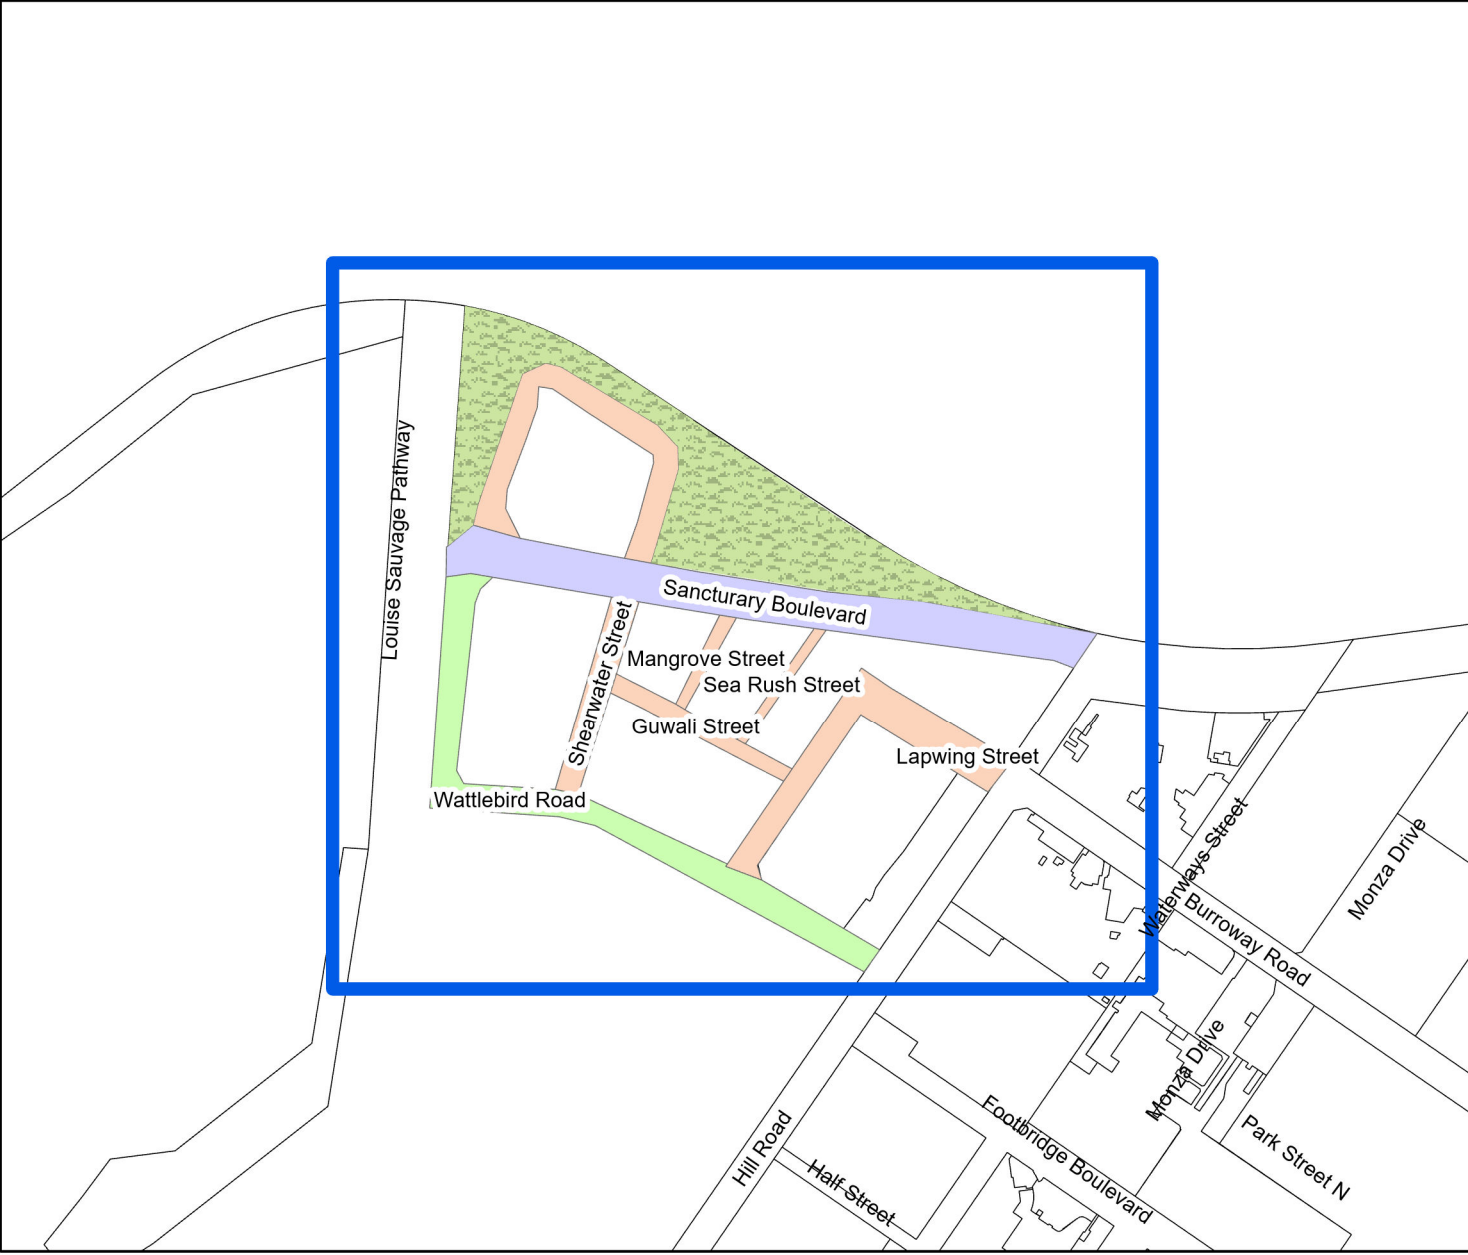 Louise Sauvage Pathway
Sancturary Boulevard
Shearwater Street
Mangrove Street
Sea Rush Street
Guwali Street
Lapwing Street
Wattlebird Road
Waterways Street
Monza Drive
Burroway Road
Monza Drive
Footbridge Boulevard
Park Street N
Hill Road
Half Street